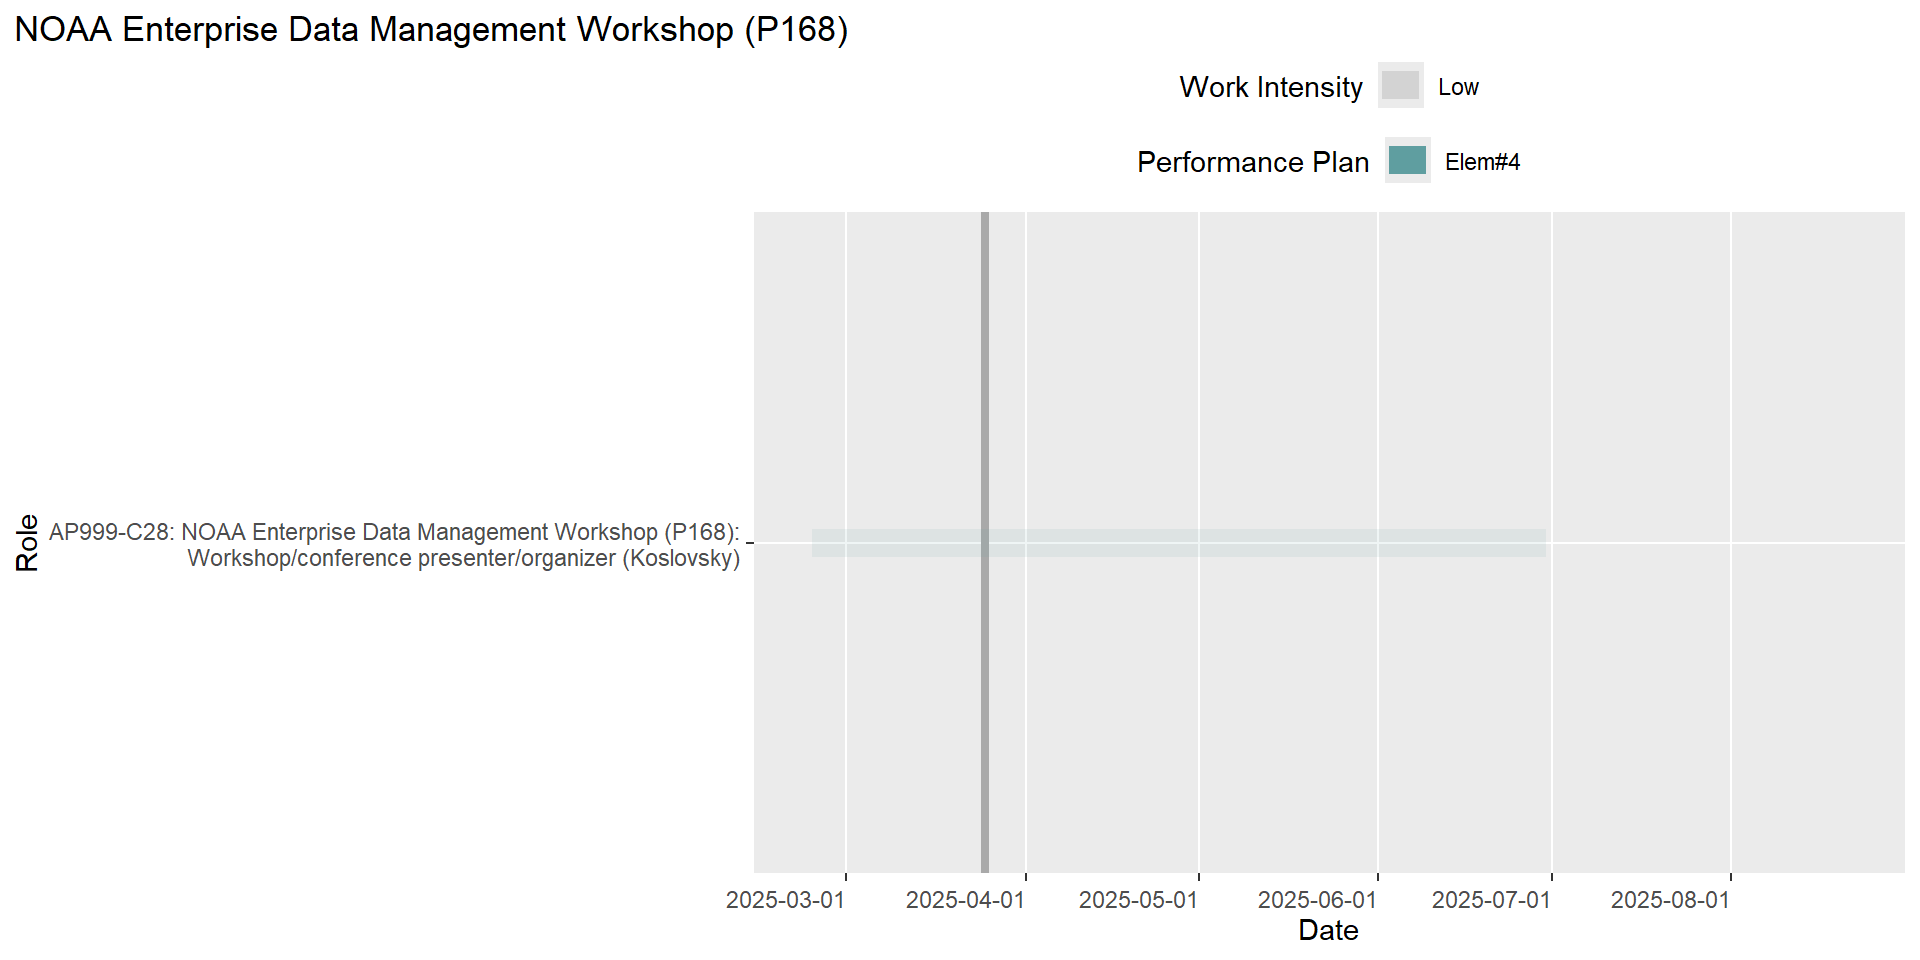 NOAA Enterprise Data Management Workshop (P168)
Work Intensity Low
Performance Plan Elem#4
Role
AP999-C28: NOAA Enterprise Data Management Workshop (P168):
Workshop/conference presenter/organizer (Koslovsky)
2025-03-01 2025-04-01 2025-05-01 2025-06-01 2025-07-01 2025-08-01
Date